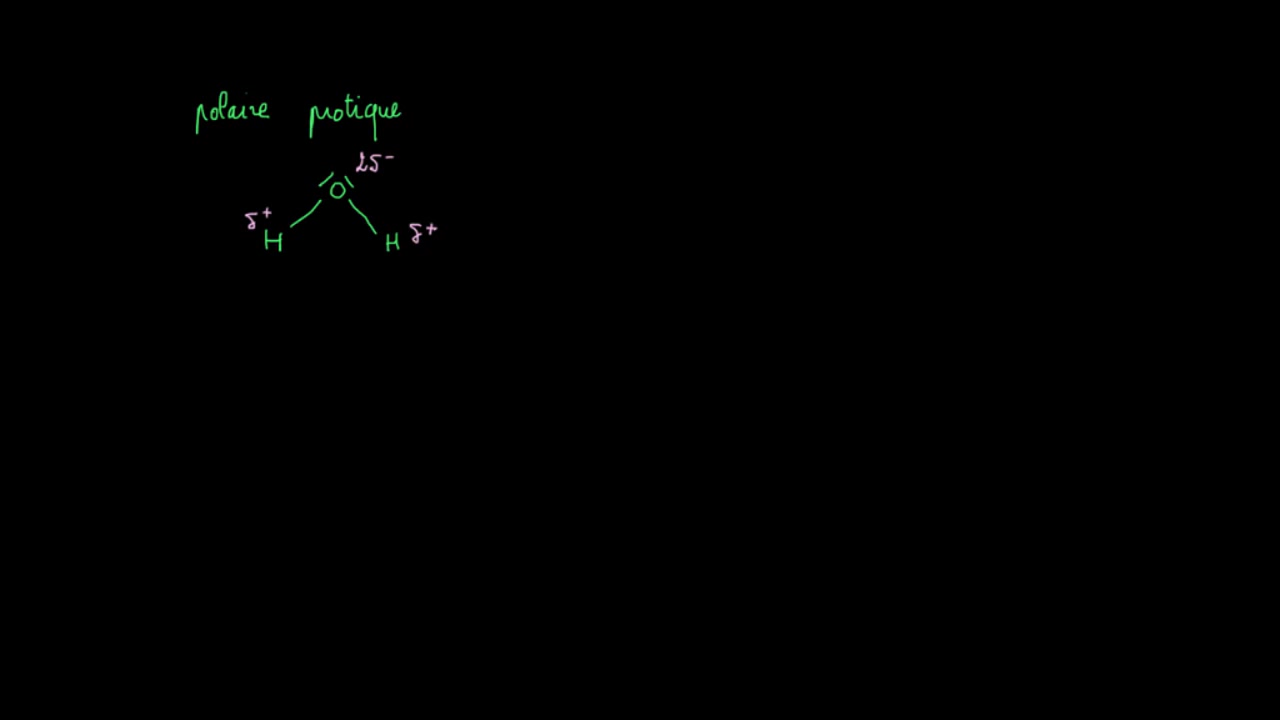 polaire protique
2δ-
O
δ+
H H δ+